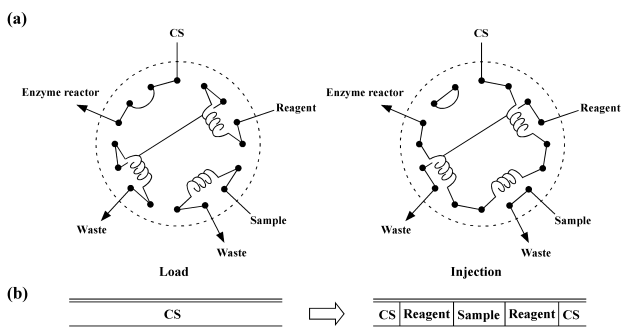 (a)
CS
CS
Enzyme reactor
Enzyme reactor
Reagent
Reagent
Waste
Sample
Waste
Sample
Waste
Waste
Load
Injection
(b)
CS
CS Reagent Sample Reagent CS